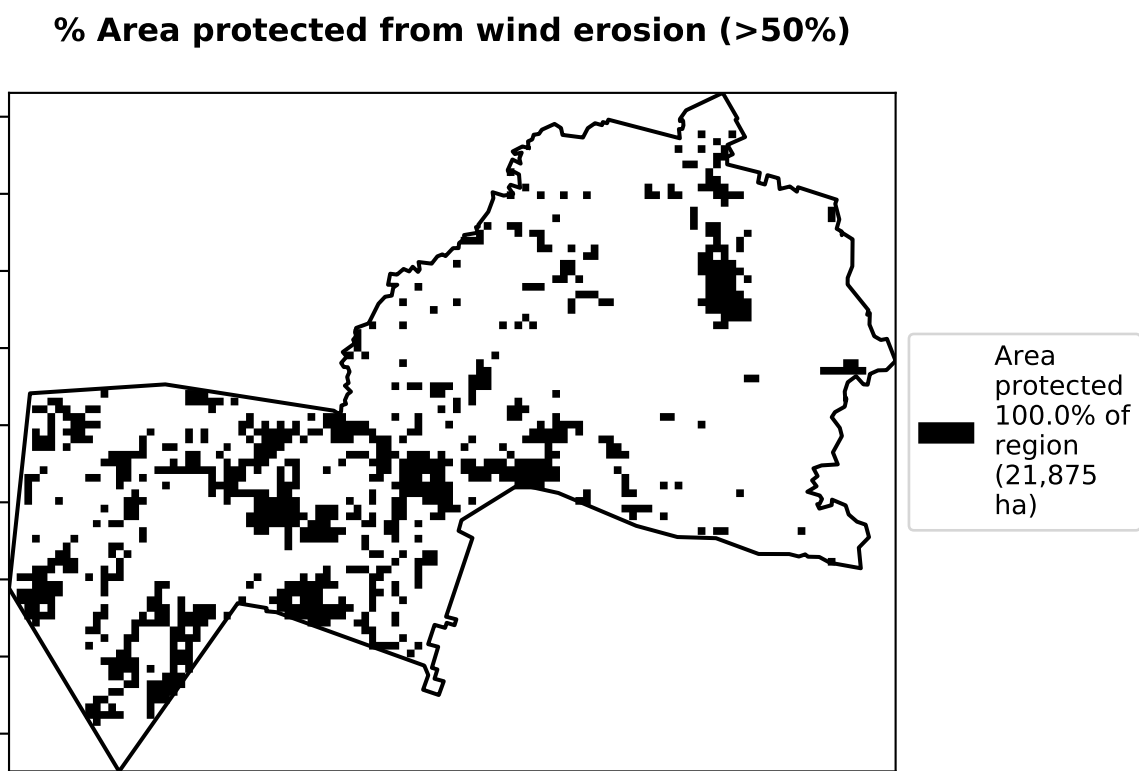 % Area protected from wind erosion (>50%)
Area
protected
100.0% of
region
(21,875
ha)